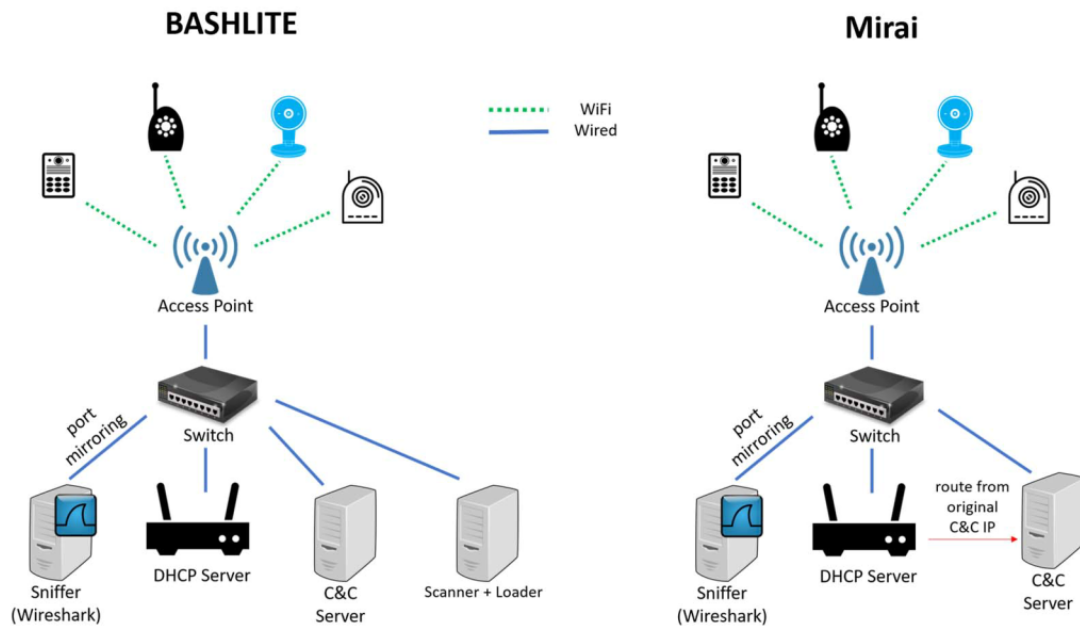 BASHLITE
Mirai
WiFi
Wired
Access Point
Access Point
Switch
Switch
port
mirroring
port
mirroring
route from
original
C&C IP
Sniffer
(Wireshark)
DHCP Server
C&C
Server
Scanner + Loader
Sniffer
(Wireshark)
DHCP Server
C&C
Server